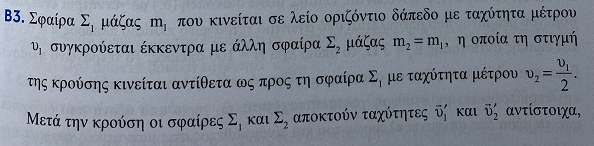 Β3. Σφαίρα Σ₁ μάζας m₁ που κινείται σε λείο οριζόντιο δάπεδο με ταχύτητα μέτρου
υ₁ συγκρούεται έκκεντρα με άλλη σφαίρα Σ₂ μάζας m₂ = m₁, η οποία τη στιγμή
της κρούσης κινείται αντίθετα ως προς τη σφαίρα Σ₁ με ταχύτητα μέτρου υ₂ = υ₁/2.
Μετά την κρούση οι σφαίρες Σ₁ και Σ₂ αποκτούν ταχύτητες υ⃗₁′ και υ⃗₂′ αντίστοιχα,